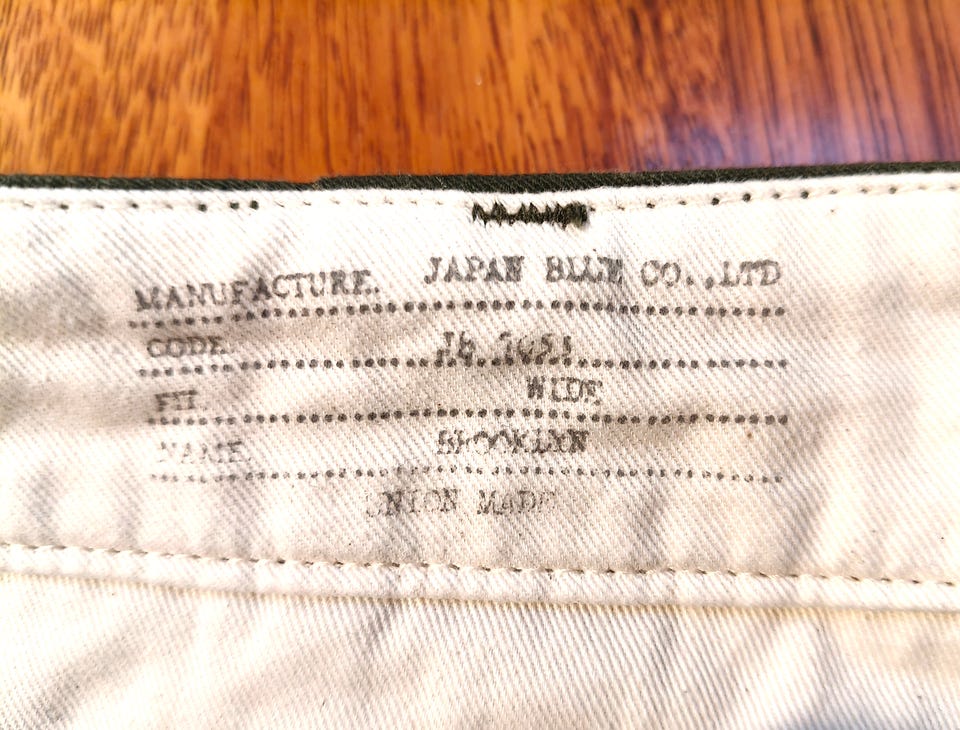 MANUFACTURE. JAPAN BLUE CO.,LTD
CODE.
FIT. WIDE
NAME. BROOKLYN
UNION MADE